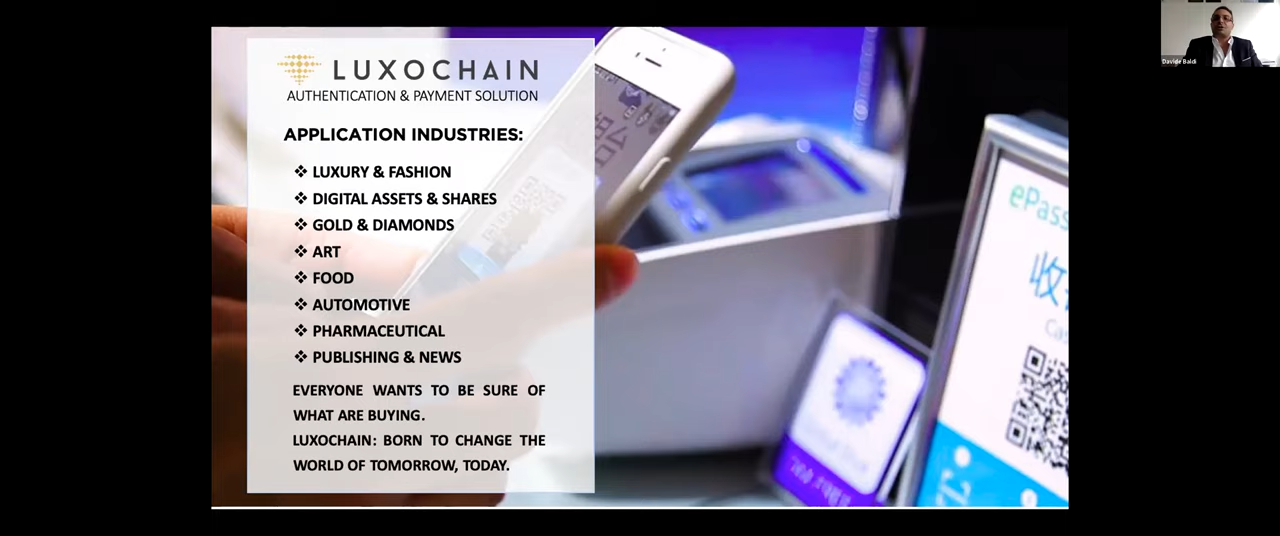 LUXOCHAIN
AUTHENTICATION & PAYMENT SOLUTION
APPLICATION INDUSTRIES:
❖ LUXURY & FASHION
❖ DIGITAL ASSETS & SHARES
❖ GOLD & DIAMONDS
❖ ART
❖ FOOD
❖ AUTOMOTIVE
❖ PHARMACEUTICAL
❖ PUBLISHING & NEWS
EVERYONE WANTS TO BE SURE OF
WHAT ARE BUYING.
LUXOCHAIN: BORN TO CHANGE THE
WORLD OF TOMORROW, TODAY.
Davide Baldi
ePass
收